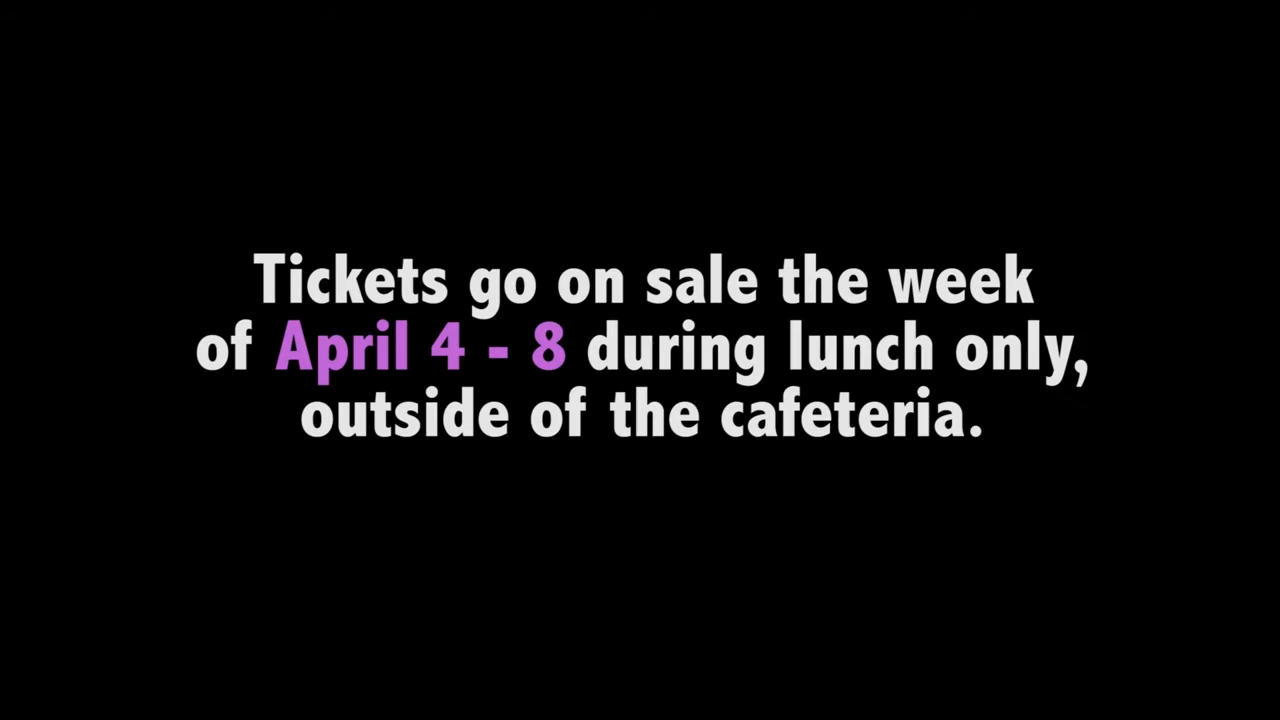 Tickets go on sale the week
of April 4 - 8 during lunch only,
outside of the cafeteria.